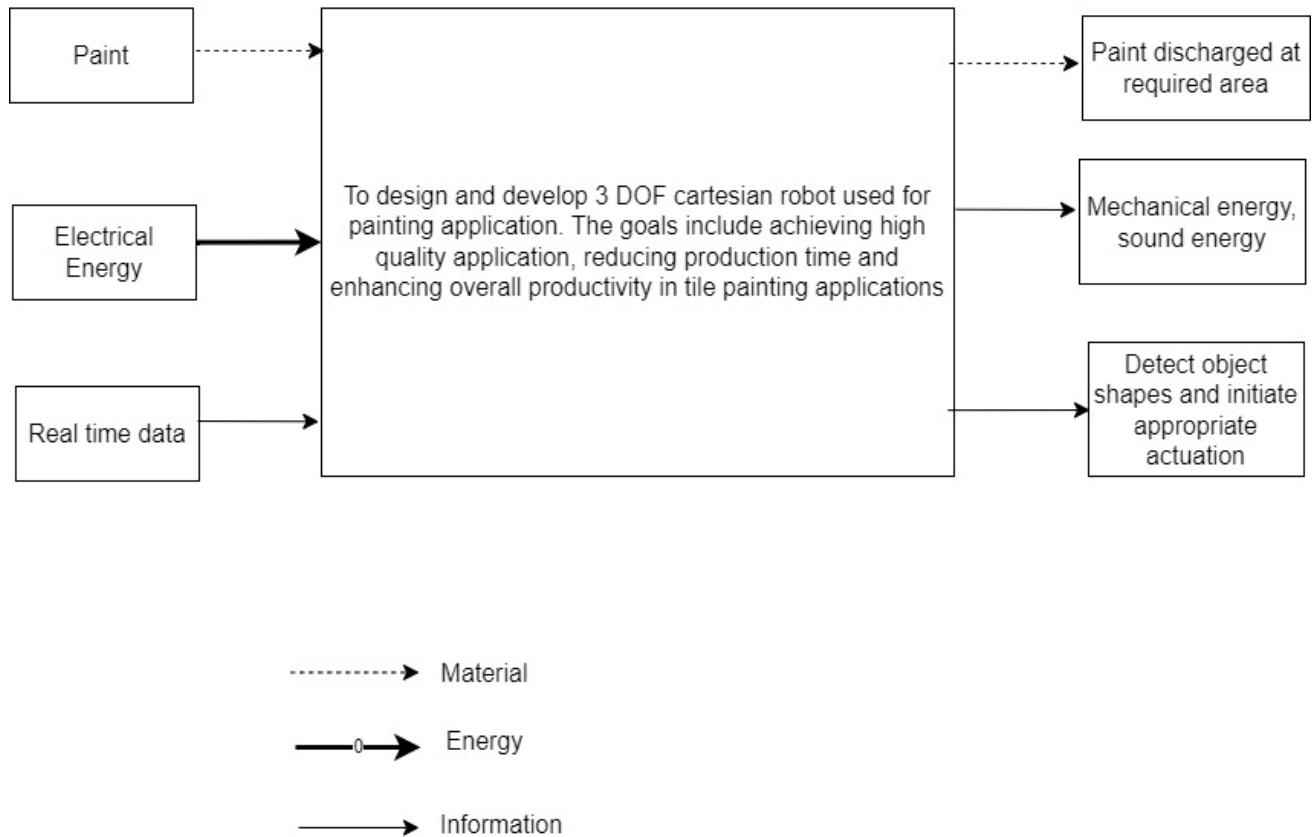 Paint
Electrical
Energy
Real time data
To design and develop 3 DOF cartesian robot used for
painting application. The goals include achieving high
quality application, reducing production time and
enhancing overall productivity in tile painting applications
Paint discharged at
required area
Mechanical energy,
sound energy
Detect object
shapes and initiate
appropriate
actuation
Material
0
Energy
Information